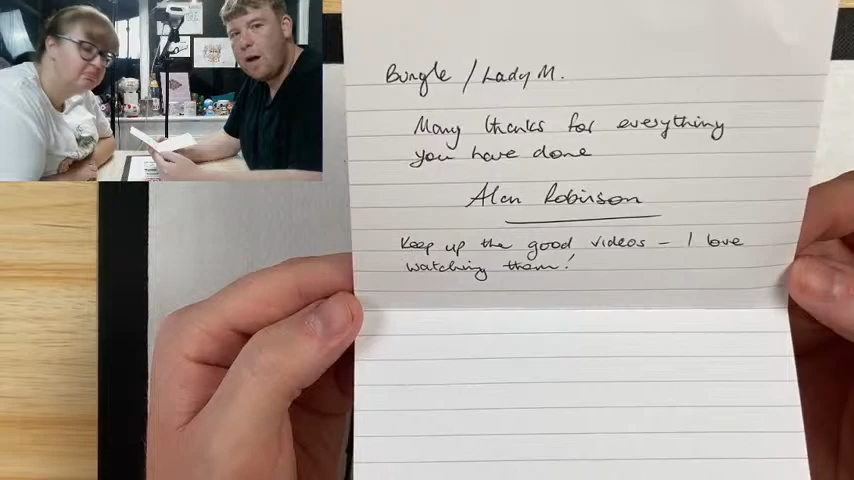 Bungle / Lady M.
Many thanks for everything
you have done
Alan Robinson
Keep up the good videos – I love
watching them!